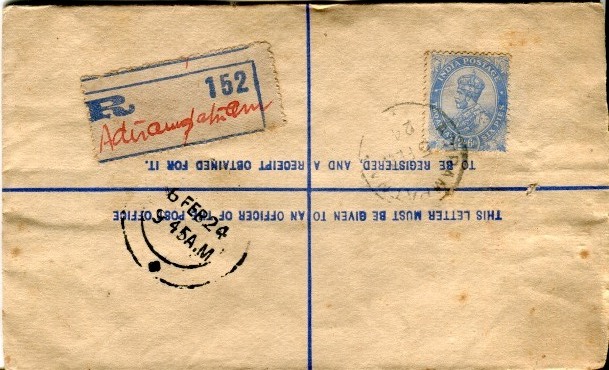 R 152
Adirampatnam
INDIA POSTAGE
THIS LETTER MUST BE GIVEN TO AN OFFICER OF THE POST OFFICE
TO BE REGISTERED, AND A RECEIPT OBTAINED FOR IT.
6 FEB 24
9 45 A.M.